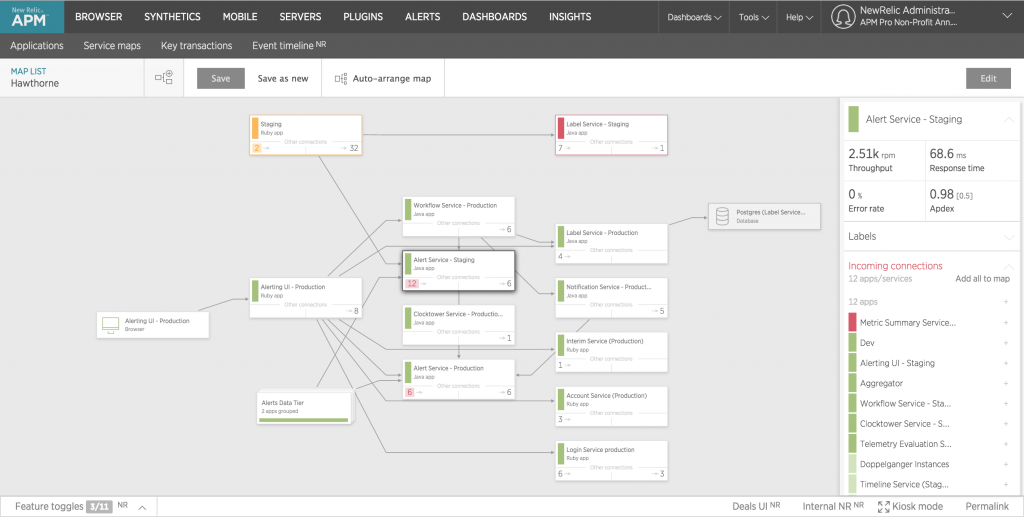 New Relic
APM
BROWSER
SYNTHETICS
MOBILE
SERVERS
PLUGINS
ALERTS
DASHBOARDS
INSIGHTS
Dashboards
Tools
Help
NewRelic Administra...
APM Pro Non-Profit Ann....
Applications
Service maps
Key transactions
Event timeline NR
MAP LIST
Hawthorne
Save
Save as new
Auto-arrange map
Edit
Staging
Ruby app
Other connections
2
32
Label Service - Staging
Java app
Other connections
7
1
Workflow Service - Production
Java app
Other connections
6
Postgres (Label Service...
Database
Label Service - Production
Java app
Other connections
4
Alert Service - Staging
Java app
Other connections
12
6
Alerting UI - Production
Ruby app
Other connections
8
Notification Service - Product...
Java app
Other connections
5
Alerting UI - Production
Browser
Clocktower Service - Productio...
Java app
Other connections
1
Interim Service (Production)
Ruby app
Other connections
1
Alert Service - Production
Java app
Other connections
6
6
Alerts Data Tier
2 apps grouped
Account Service (Production)
Ruby app
Other connections
3
Login Service production
Ruby app
Other connections
6
3
Alert Service - Staging
2.51k rpm
Throughput
68.6 ms
Response time
0 %
Error rate
0.98 [0.5]
Apdex
Labels
Incoming connections
12 apps/services
Add all to map
12 apps
+
Metric Summary Service... +
Dev +
Alerting UI - Staging +
Aggregator +
Workflow Service - Sta... +
Clocktower Service - S... +
Telemetry Evaluation S... +
Doppelganger Instances +
Timeline Service (Stag... +
Feature toggles 3/11 NR
Deals UI NR
Internal NR NR
Kiosk mode
Permalink